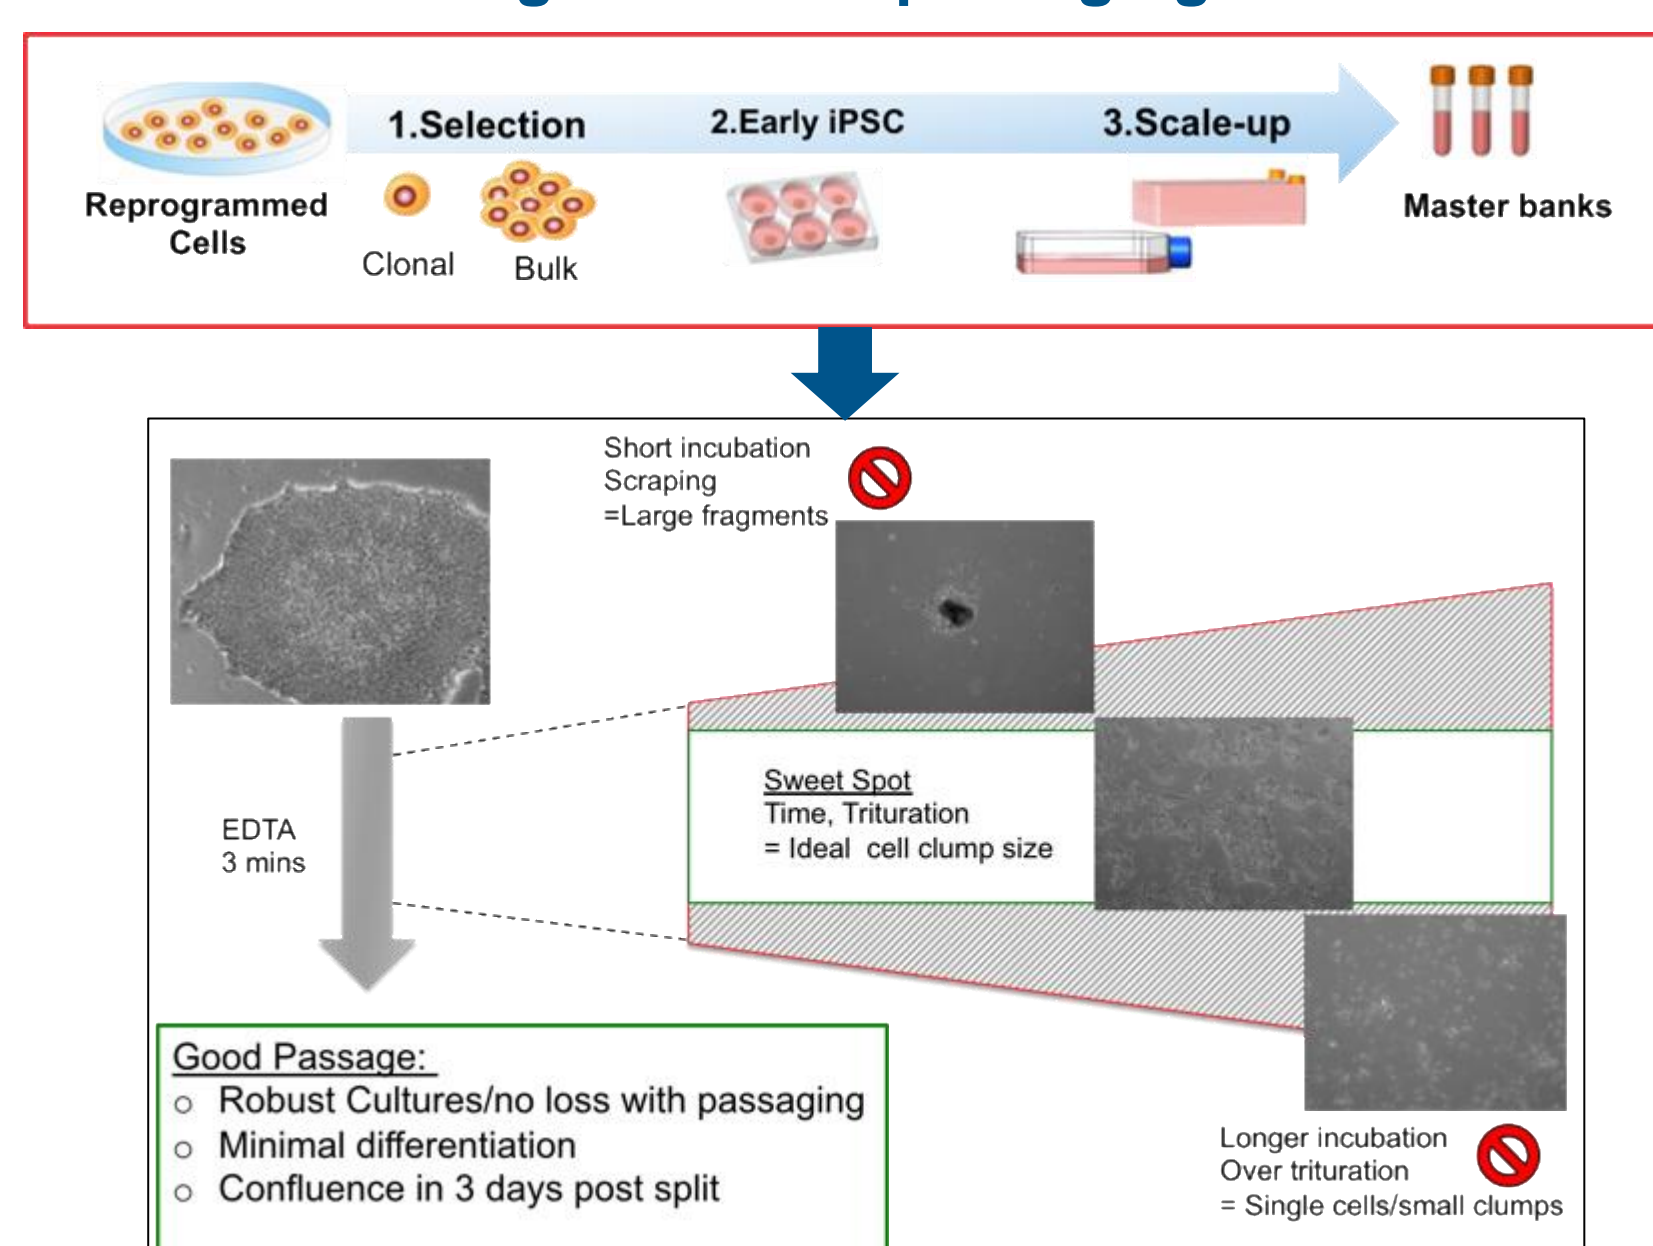 1.Selection
2.Early iPSC
3.Scale-up
Reprogrammed
Cells
Clonal
Bulk
Master banks
Short incubation
Scraping
=Large fragments
Sweet Spot
Time, Trituration
= Ideal cell clump size
EDTA
3 mins
Good Passage:
o Robust Cultures/no loss with passaging
o Minimal differentiation
o Confluence in 3 days post split
Longer incubation
Over trituration
= Single cells/small clumps